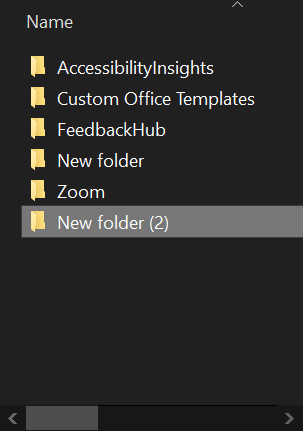 Name
AccessibilityInsights
Custom Office Templates
FeedbackHub
New folder
Zoom
New folder (2)